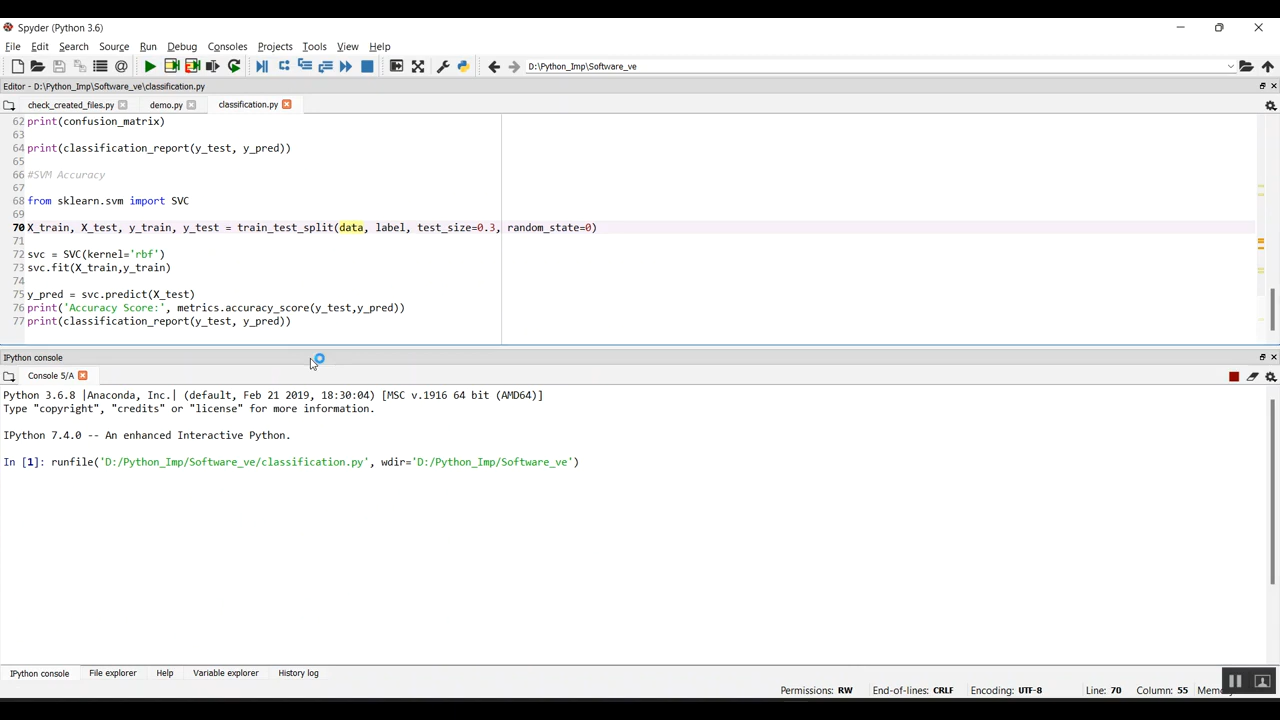 Spyder (Python 3.6)
File Edit Search Source Run Debug Consoles Projects Tools View Help
D:\Python_Imp\Software_ve
Editor - D:\Python_Imp\Software_ve\classification.py
check_created_files.py demo.py classification.py
62 print(confusion_matrix)
63
64 print(classification_report(y_test, y_pred))
65
66 #SVM Accuracy
67
68 from sklearn.svm import SVC
69
70 X_train, X_test, y_train, y_test = train_test_split(data, label, test_size=0.3, random_state=0)
71
72 svc = SVC(kernel='rbf')
73 svc.fit(X_train,y_train)
74
75 y_pred = svc.predict(X_test)
76 print('Accuracy Score:', metrics.accuracy_score(y_test,y_pred))
77 print(classification_report(y_test, y_pred))
IPython console
Console 5/A
Python 3.6.8 |Anaconda, Inc.| (default, Feb 21 2019, 18:30:04) [MSC v.1916 64 bit (AMD64)]
Type "copyright", "credits" or "license" for more information.
IPython 7.4.0 -- An enhanced Interactive Python.
In [1]: runfile('D:/Python_Imp/Software_ve/classification.py', wdir='D:/Python_Imp/Software_ve')
IPython console File explorer Help Variable explorer History log
Permissions: RW End-of-lines: CRLF Encoding: UTF-8 Line: 70 Column: 55